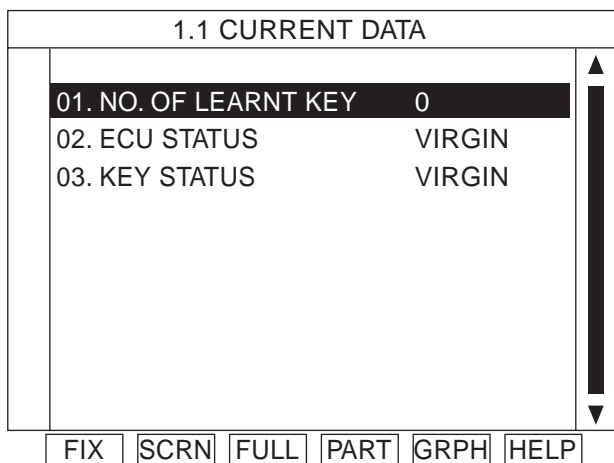 1.1 CURRENT DATA
01. NO. OF LEARNT KEY 0
02. ECU STATUS VIRGIN
03. KEY STATUS VIRGIN
FIX SCRN FULL PART GRPH HELP